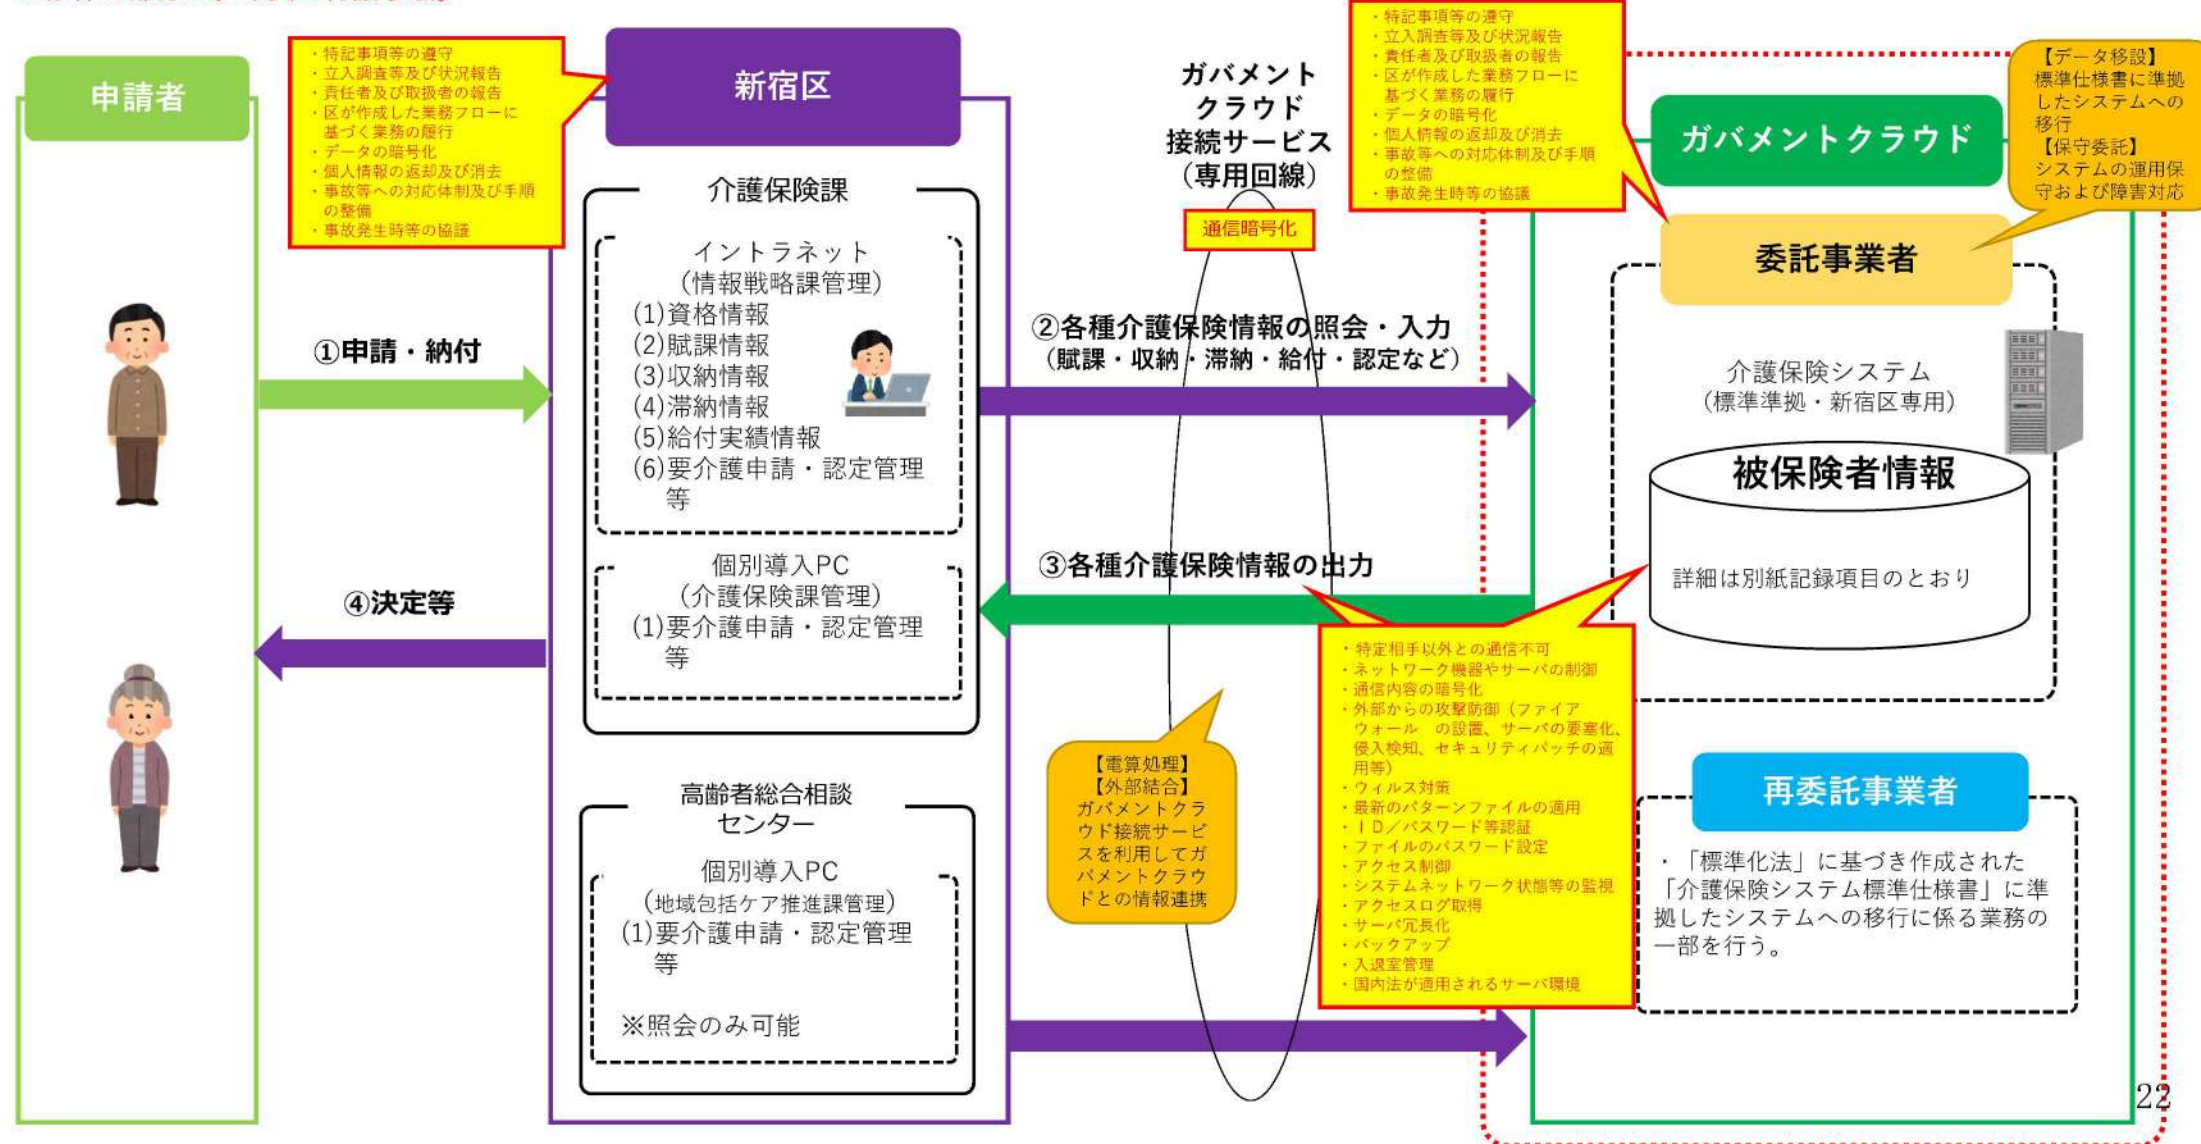 申請者
・特記事項等の遵守
・立入調査等及び状況報告
・責任者及び取扱者の報告
・区が作成した業務フローに
基づく業務の履行
・データの暗号化
・個人情報の返却及び消去
・事故等への対応体制及び手順
の整備
・事故発生時等の協議
①申請・納付
④決定等
新宿区
介護保険課
イントラネット
(情報戦略課管理)
(1)資格情報
(2)賦課情報
(3)収納情報
(4)滞納情報
(5)給付実績情報
(6)要介護申請・認定管理
等
個別導入PC
(介護保険課管理)
(1)要介護申請・認定管理
等
高齢者総合相談
センター
個別導入PC
(地域包括ケア推進課管理)
(1)要介護申請・認定管理
等
※照会のみ可能
ガバメント
クラウド
接続サービス
(専用回線)
通信暗号化
②各種介護保険情報の照会・入力
(賦課・収納・滞納・給付・認定など)
③各種介護保険情報の出力
【電算処理】
【外部結合】
ガバメントクラ
ウド接続サービ
スを利用してガ
バメントクラウ
ドとの情報連携
・特記事項等の遵守
・立入調査等及び状況報告
・責任者及び取扱者の報告
・区が作成した業務フローに
基づく業務の履行
・データの暗号化
・個人情報の返却及び消去
・事故等への対応体制及び手順
の整備
・事故発生時等の協議
・特定相手以外との通信不可
・ネットワーク機器やサーバの制御
・通信内容の暗号化
・外部からの攻撃防御（ファイア
ウォール　の設置、サーバの要塞化、
侵入検知、セキュリティパッチの適
用等）
・ウィルス対策
・最新のパターンファイルの適用
・ＩＤ／パスワード等認証
・ファイルのパスワード設定
・アクセス制御
・システムネットワーク状態等の監視
・アクセスログ取得
・サーバ冗長化
・バックアップ
・入退室管理
・国内法が適用されるサーバ環境
ガバメントクラウド
【データ移設】
標準仕様書に準拠
したシステムへの
移行
【保守委託】
システムの運用保
守および障害対応
委託事業者
介護保険システム
(標準準拠・新宿区専用)
被保険者情報
詳細は別紙記録項目のとおり
再委託事業者
・「標準化法」に基づき作成された
「介護保険システム標準仕様書」に準
拠したシステムへの移行に係る業務の
一部を行う。
22